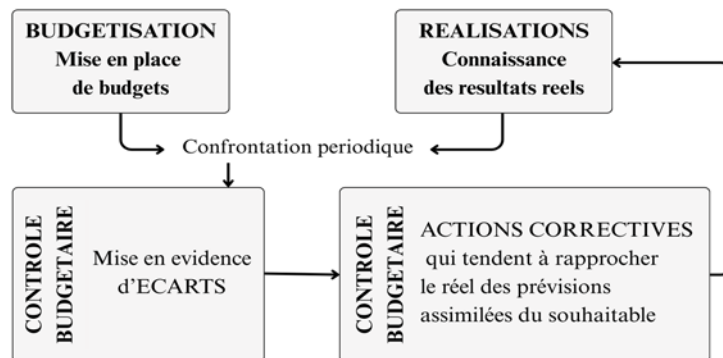 BUDGETISATION
Mise en place
de budgets
REALISATIONS
Connaissance
des resultats reels
Confrontation periodique
CONTROLE
BUDGETAIRE
Mise en evidence
d'ECARTS
CONTROLE
BUDGETAIRE
ACTIONS CORRECTIVES
qui tendent à rapprocher
le réel des prévisions
assimilées du souhaitable